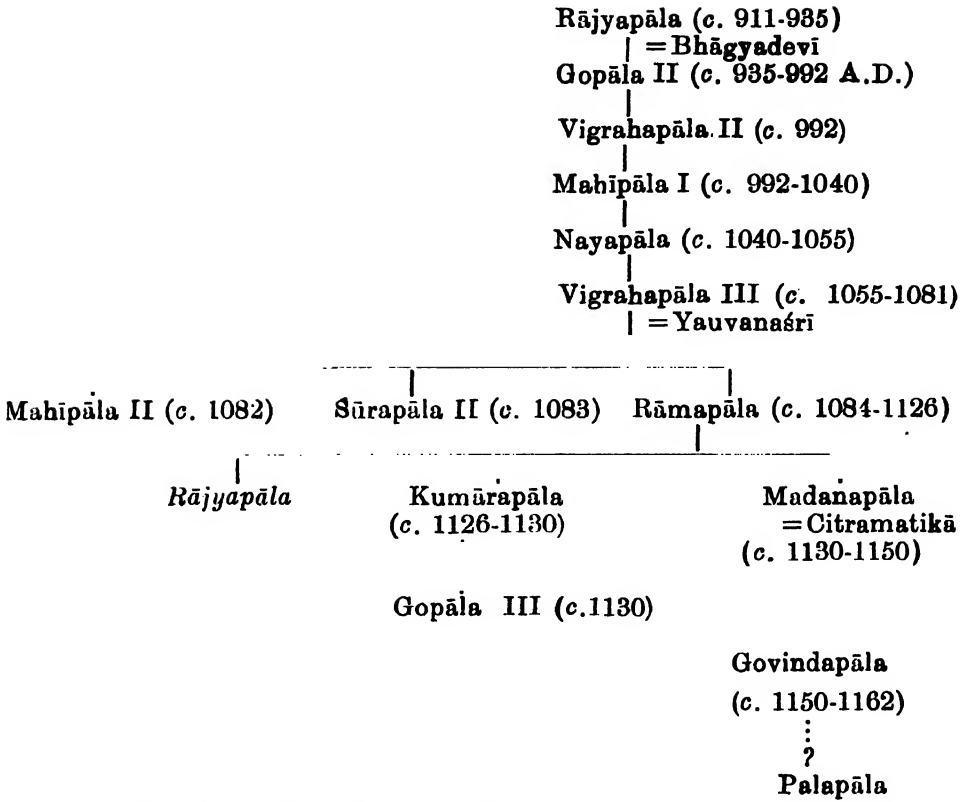 Rājyapāla (c. 911-935)
= Bhāgyadevī
Gopāla II (c. 935-992 A.D.)
Vigrahapāla II (c. 992)
Mahīpāla I (c. 992-1040)
Nayapāla (c. 1040-1055)
Vigrahapāla III (c. 1055-1081)
= Yauvanaśrī
Mahīpāla II (c. 1082) Śūrapāla II (c. 1083) Rāmapāla (c. 1084-1126)
Rājyapāla Kumārapāla Madanapāla
(c. 1126-1130) =Citramatikā
(c. 1130-1150)
Gopāla III (c.1130)
Govindapāla
(c. 1150-1162)
?
Palapāla